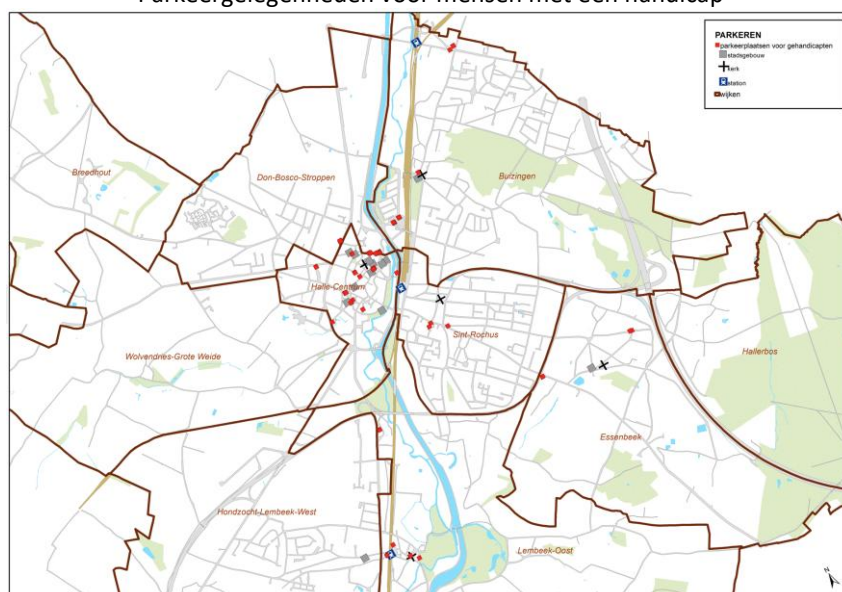 Parkeergelegenheden voor mensen met een handicap
PARKEREN
parkeerplaatsen voor gehandicapten
stadsgebouw
kerk
station
wijken
Breedhout
Don-Bosco-Stroppen
Buizingen
Halle-Centrum
Sint-Rochus
Hallerbos
Wolvendries-Grote Weide
Essenbeek
Hondzocht-Lembeek-West
Lembeek-Oost
N